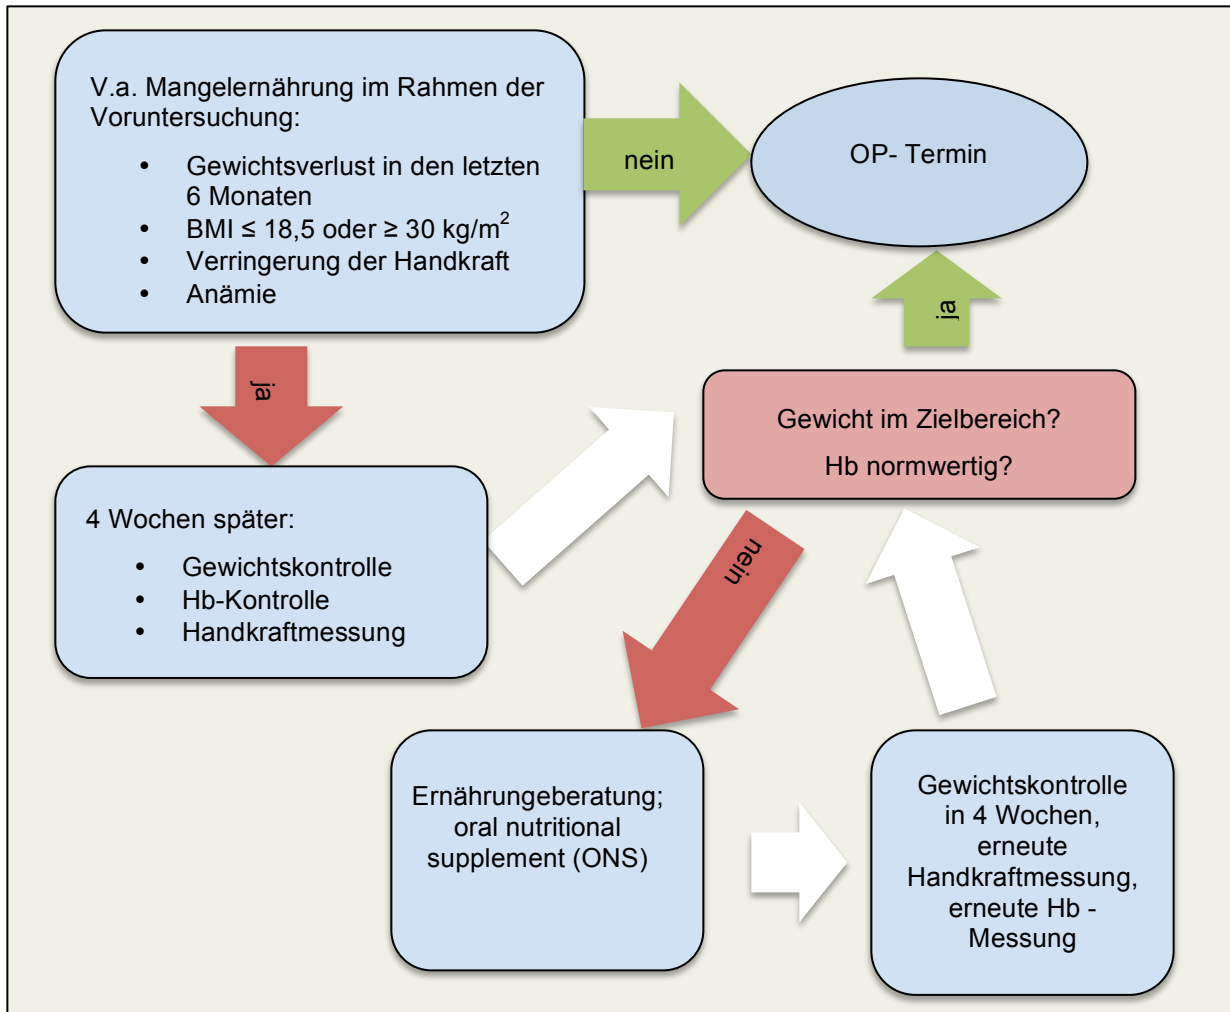 V.a. Mangelernährung im Rahmen der
Voruntersuchung:
• Gewichtsverlust in den letzten
6 Monaten
• BMI ≤ 18,5 oder ≥ 30 kg/m²
• Verringerung der Handkraft
• Anämie
nein
OP- Termin
ja
ja
Gewicht im Zielbereich?
Hb normwertig?
4 Wochen später:
• Gewichtskontrolle
• Hb-Kontrolle
• Handkraftmessung
nein
Ernährungeberatung;
oral nutritional
supplement (ONS)
Gewichtskontrolle
in 4 Wochen,
erneute
Handkraftmessung,
erneute Hb -
Messung